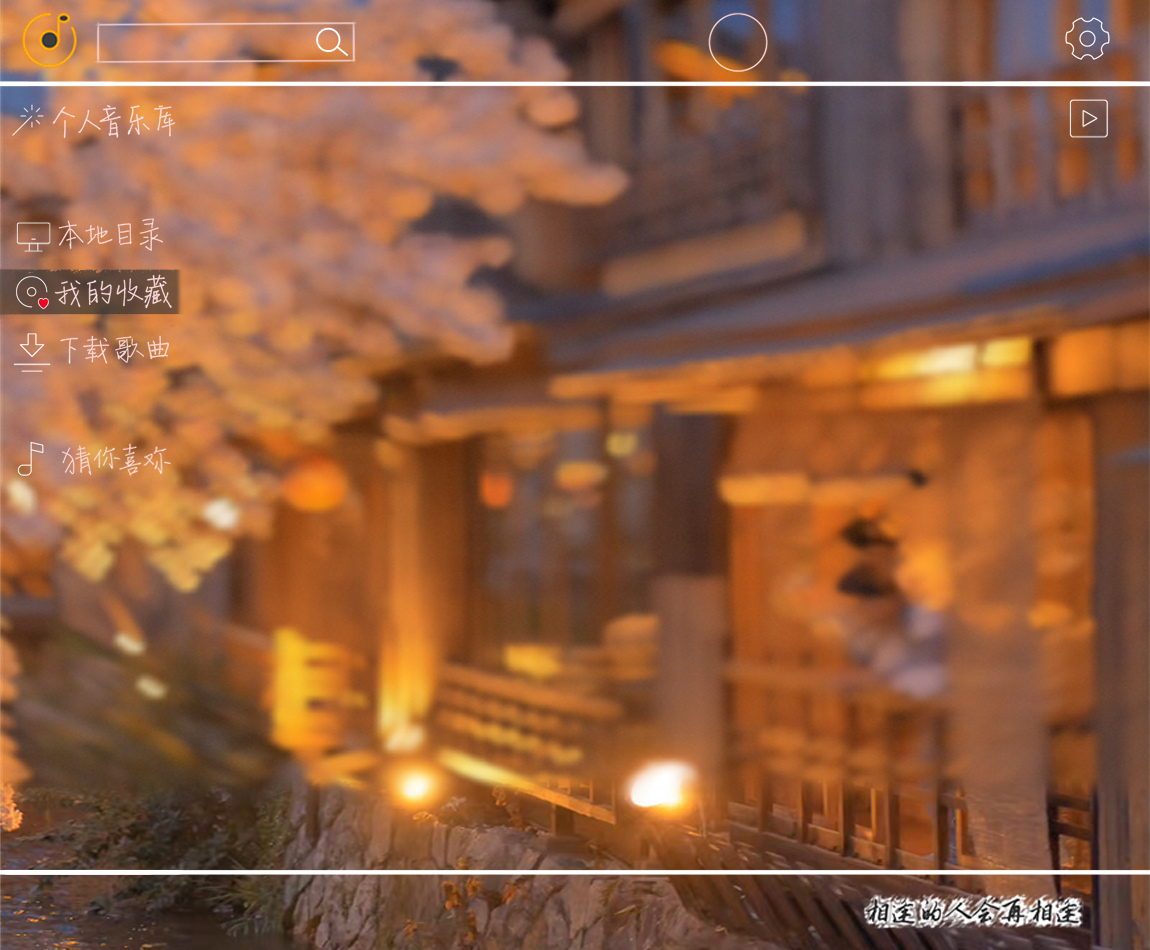 个人音乐库
本地目录
我的收藏
下载歌曲
猜你喜欢
相逢的人会再相逢